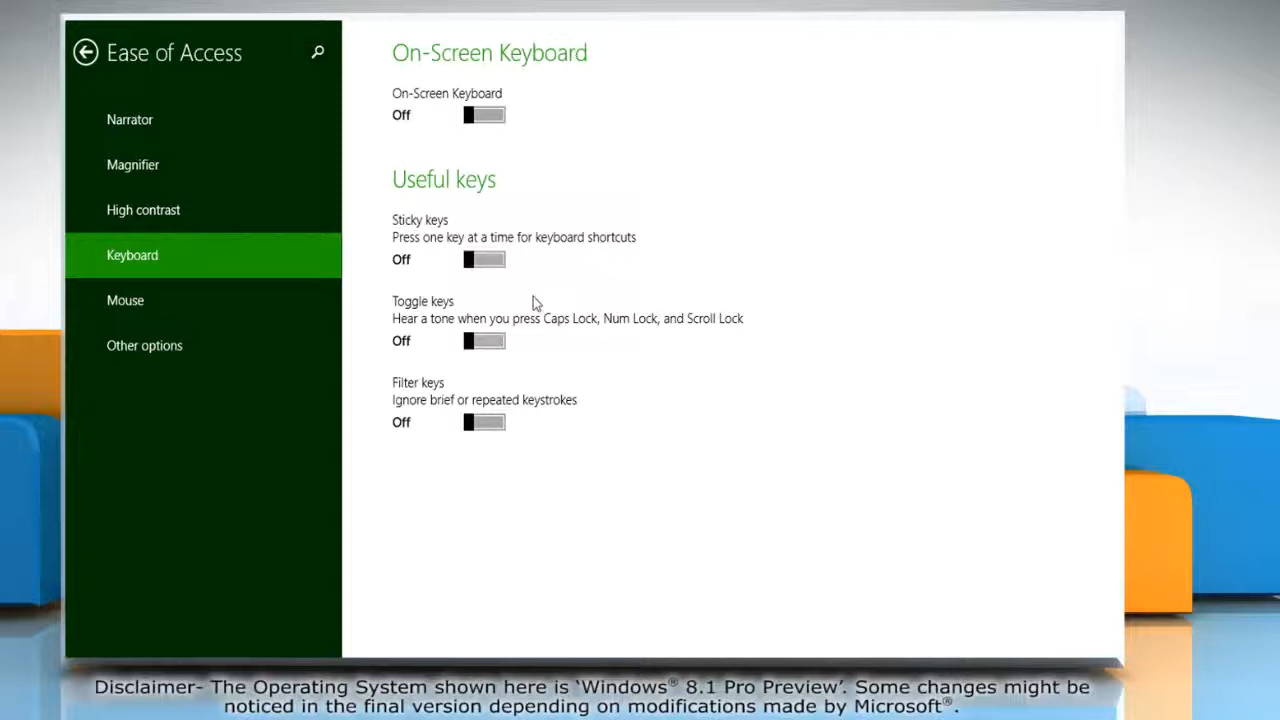 Ease of Access
Narrator
Magnifier
High contrast
Keyboard
Mouse
Other options
On-Screen Keyboard
On-Screen Keyboard
Off
Useful keys
Sticky keys
Press one key at a time for keyboard shortcuts
Off
Toggle keys
Hear a tone when you press Caps Lock, Num Lock, and Scroll Lock
Off
Filter keys
Ignore brief or repeated keystrokes
Off
Disclaimer- The Operating System shown here is ‘Windows® 8.1 Pro Preview’. Some changes might be
noticed in the final version depending on modifications made by Microsoft®.